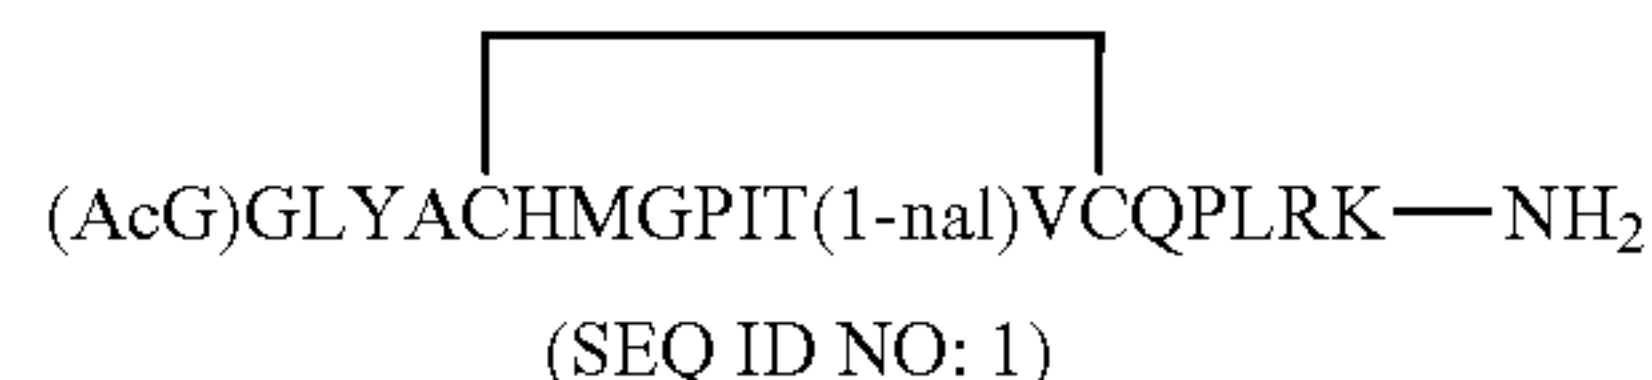 (AcG)GLYACHMGPIT(1-nal)VCQPLRK—NH₂
(SEQ ID NO: 1)